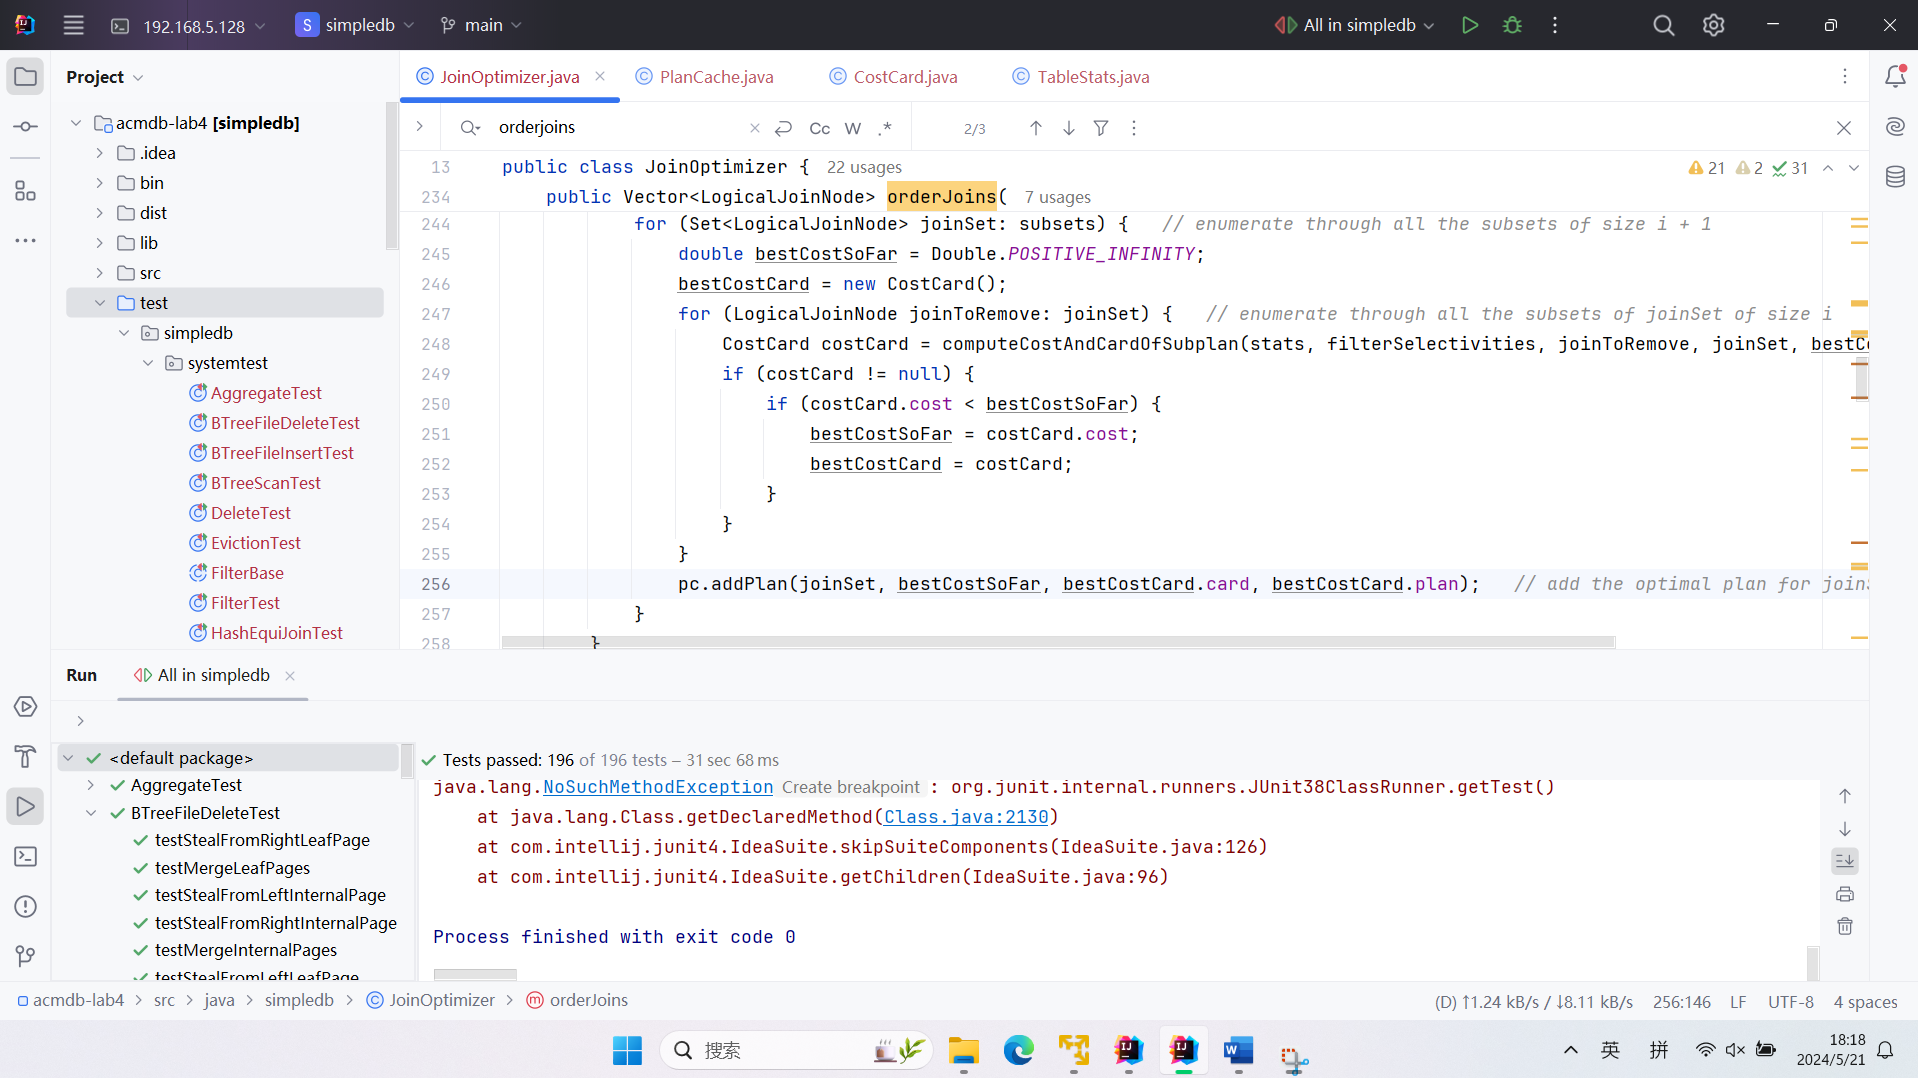 192.168.5.128
S simpledb
main
All in simpledb
Project
JoinOptimizer.java
PlanCache.java
CostCard.java
TableStats.java
acmdb-lab4 [simpledb]
.idea
bin
dist
lib
src
test
simpledb
systemtest
AggregateTest
BTreeFileDeleteTest
BTreeFileInsertTest
BTreeScanTest
DeleteTest
EvictionTest
FilterBase
FilterTest
HashEquiJoinTest
orderjoins
Cc W .*
2/3
13 public class JoinOptimizer { 22 usages
21 2 31
234 public Vector<LogicalJoinNode> orderJoins( 7 usages
244 for (Set<LogicalJoinNode> joinSet: subsets) { // enumerate through all the subsets of size i + 1
245 double bestCostSoFar = Double.POSITIVE_INFINITY;
246 bestCostCard = new CostCard();
247 for (LogicalJoinNode joinToRemove: joinSet) { // enumerate through all the subsets of joinSet of size i
248 CostCard costCard = computeCostAndCardOfSubplan(stats, filterSelectivities, joinToRemove, joinSet, bestCo
249 if (costCard != null) {
250 if (costCard.cost < bestCostSoFar) {
251 bestCostSoFar = costCard.cost;
252 bestCostCard = costCard;
253 }
254 }
255 }
256 pc.addPlan(joinSet, bestCostSoFar, bestCostCard.card, bestCostCard.plan); // add the optimal plan for joinS
257 }
258 }
Run
All in simpledb
<default package>
AggregateTest
BTreeFileDeleteTest
testStealFromRightLeafPage
testMergeLeafPages
testStealFromLeftInternalPage
testStealFromRightInternalPage
testMergeInternalPages
testStealFromLeftLeafPage
Tests passed: 196 of 196 tests – 31 sec 68 ms
java.lang.NoSuchMethodException Create breakpoint : org.junit.internal.runners.JUnit38ClassRunner.getTest()
at java.lang.Class.getDeclaredMethod(Class.java:2130)
at com.intellij.junit4.IdeaSuite.skipSuiteComponents(IdeaSuite.java:126)
at com.intellij.junit4.IdeaSuite.getChildren(IdeaSuite.java:96)
Process finished with exit code 0
acmdb-lab4 > src > java > simpledb > JoinOptimizer > orderJoins
(D) ↑1.24 kB/s / ↓8.11 kB/s 256:146 LF UTF-8 4 spaces
搜索
英
拼
18:18
2024/5/21